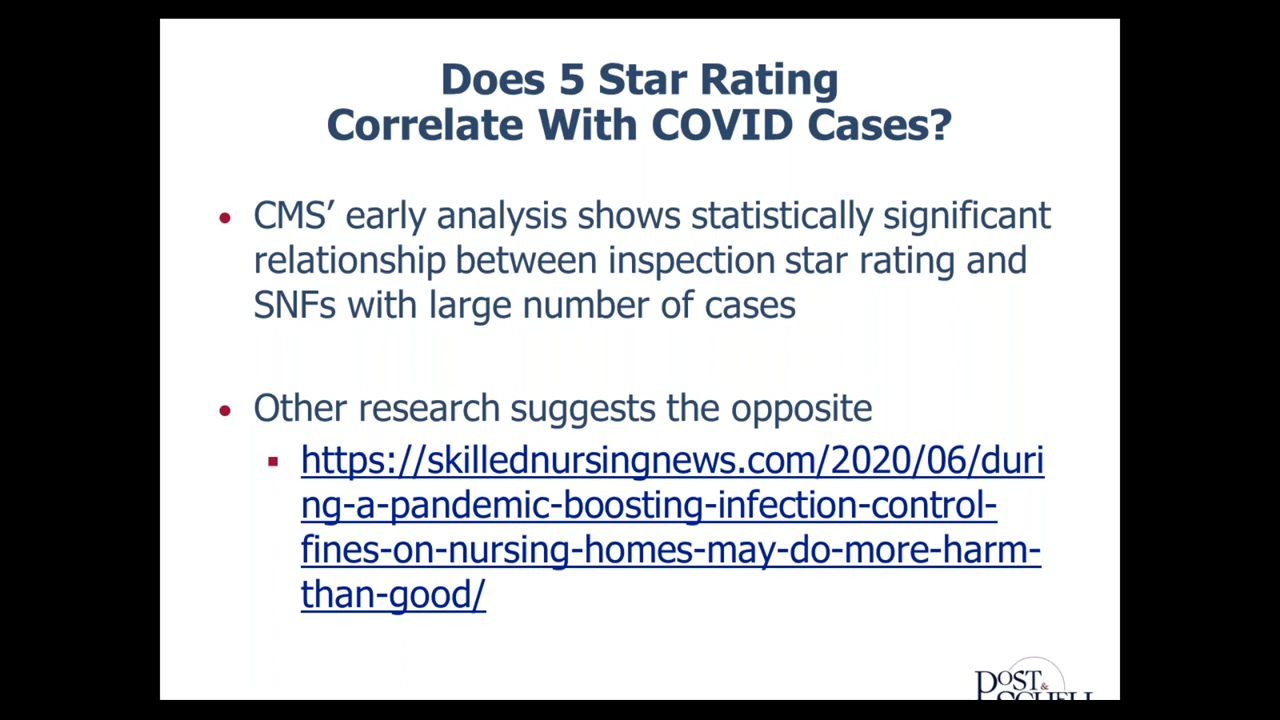 Does 5 Star Rating
Correlate With COVID Cases?
• CMS’ early analysis shows statistically significant
relationship between inspection star rating and
SNFs with large number of cases
• Other research suggests the opposite
▪ https://skillednursingnews.com/2020/06/duri
ng-a-pandemic-boosting-infection-control-
fines-on-nursing-homes-may-do-more-harm-
than-good/
POST &
SCHELL